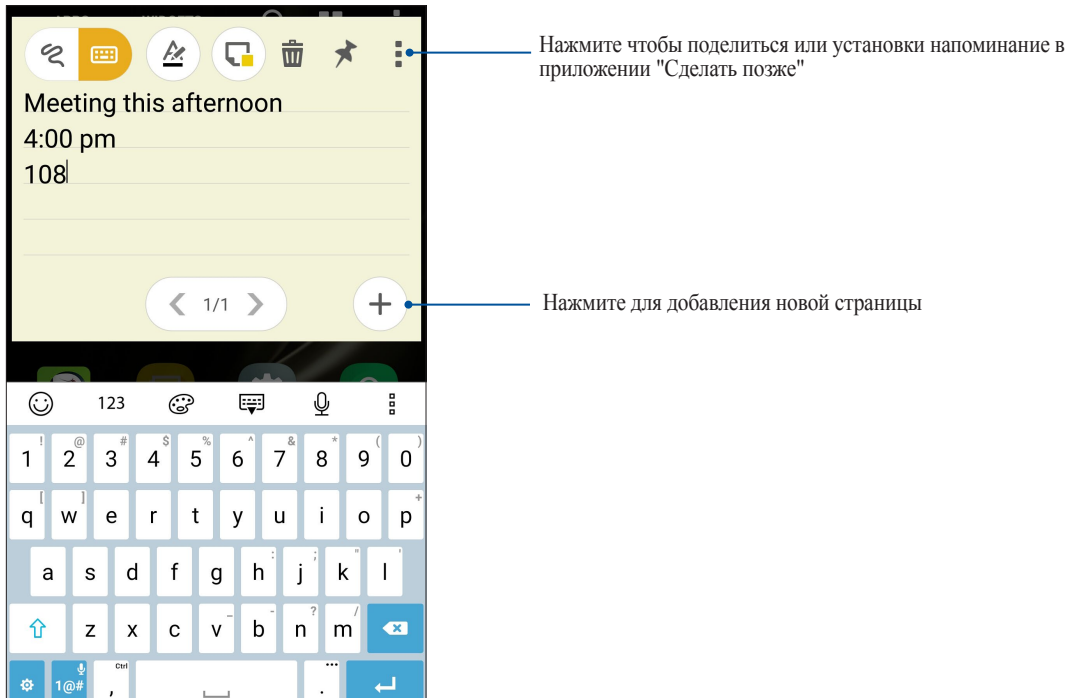 Нажмите чтобы поделиться или установки напоминание в
приложении "Сделать позже"
Meeting this afternoon
4:00 pm
108
1/1
Нажмите для добавления новой страницы
123
! @ # $ % ^ & * ( )
1 2 3 4 5 6 7 8 9 0
[ ] +
q w e r t y u i o p
: ; " '
a s d f g h j k l
_ - ? /
z x c v b n m
Ctrl
1@# , .